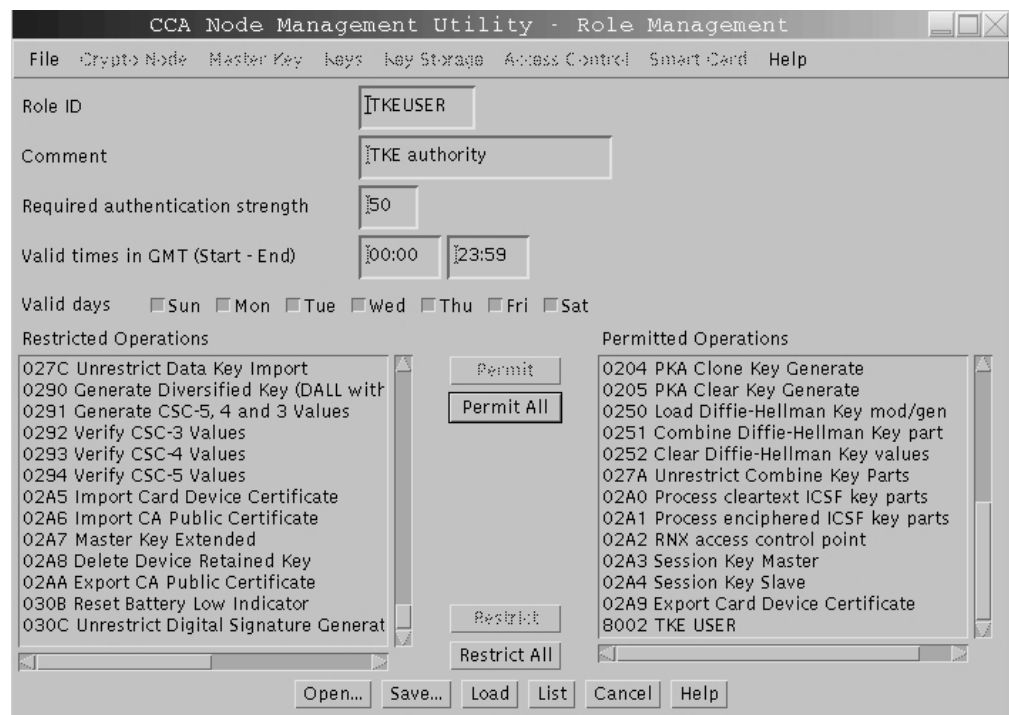 CCA Node Management Utility - Role Management
File Crypto Node Master Key Keys Key Storage Access Control Smart Card Help
Role ID
TKEUSER
Comment
TKE authority
Required authentication strength
50
Valid times in GMT (Start - End)
00:00 23:59
Valid days Sun Mon Tue Wed Thu Fri Sat
Restricted Operations
027C Unrestrict Data Key Import
0290 Generate Diversified Key (DALL with
0291 Generate CSC-5, 4 and 3 Values
0292 Verify CSC-3 Values
0293 Verify CSC-4 Values
0294 Verify CSC-5 Values
02A5 Import Card Device Certificate
02A6 Import CA Public Certificate
02A7 Master Key Extended
02A8 Delete Device Retained Key
02AA Export CA Public Certificate
030B Reset Battery Low Indicator
030C Unrestrict Digital Signature Generat
Permit
Permit All
Restrict
Restrict All
Permitted Operations
0204 PKA Clone Key Generate
0205 PKA Clear Key Generate
0250 Load Diffie-Hellman Key mod/gen
0251 Combine Diffie-Hellman Key part
0252 Clear Diffie-Hellman Key values
027A Unrestrict Combine Key Parts
02A0 Process cleartext ICSF key parts
02A1 Process enciphered ICSF key parts
02A2 RNX access control point
02A3 Session Key Master
02A4 Session Key Slave
02A9 Export Card Device Certificate
8002 TKE USER
Open... Save... Load List Cancel Help